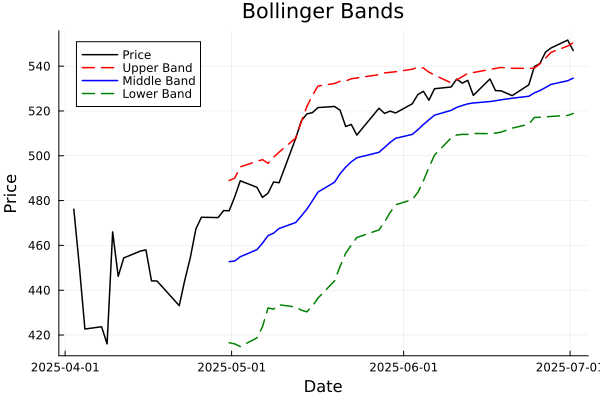 Bollinger Bands
Price
Upper Band
Middle Band
Lower Band
540
520
500
480
460
440
420
Price
2025-04-01
2025-05-01
2025-06-01
2025-07-01
Date